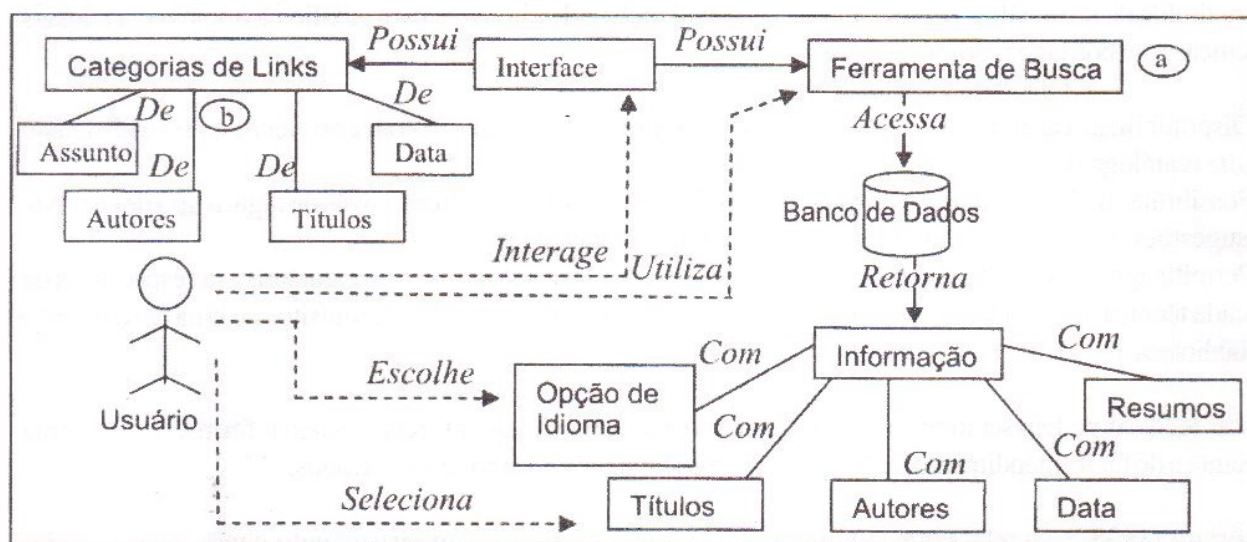 Possui
Possui
Categorias de Links
Interface
Ferramenta de Busca
a
De
b
De
Acessa
Assunto
De
De
Data
Autores
Títulos
Banco de Dados
Interage
Utiliza
Retorna
Com
Informação
Com
Escolhe
Opção de
Idioma
Resumos
Usuário
Com
Com
Com
Seleciona
Títulos
Autores
Data